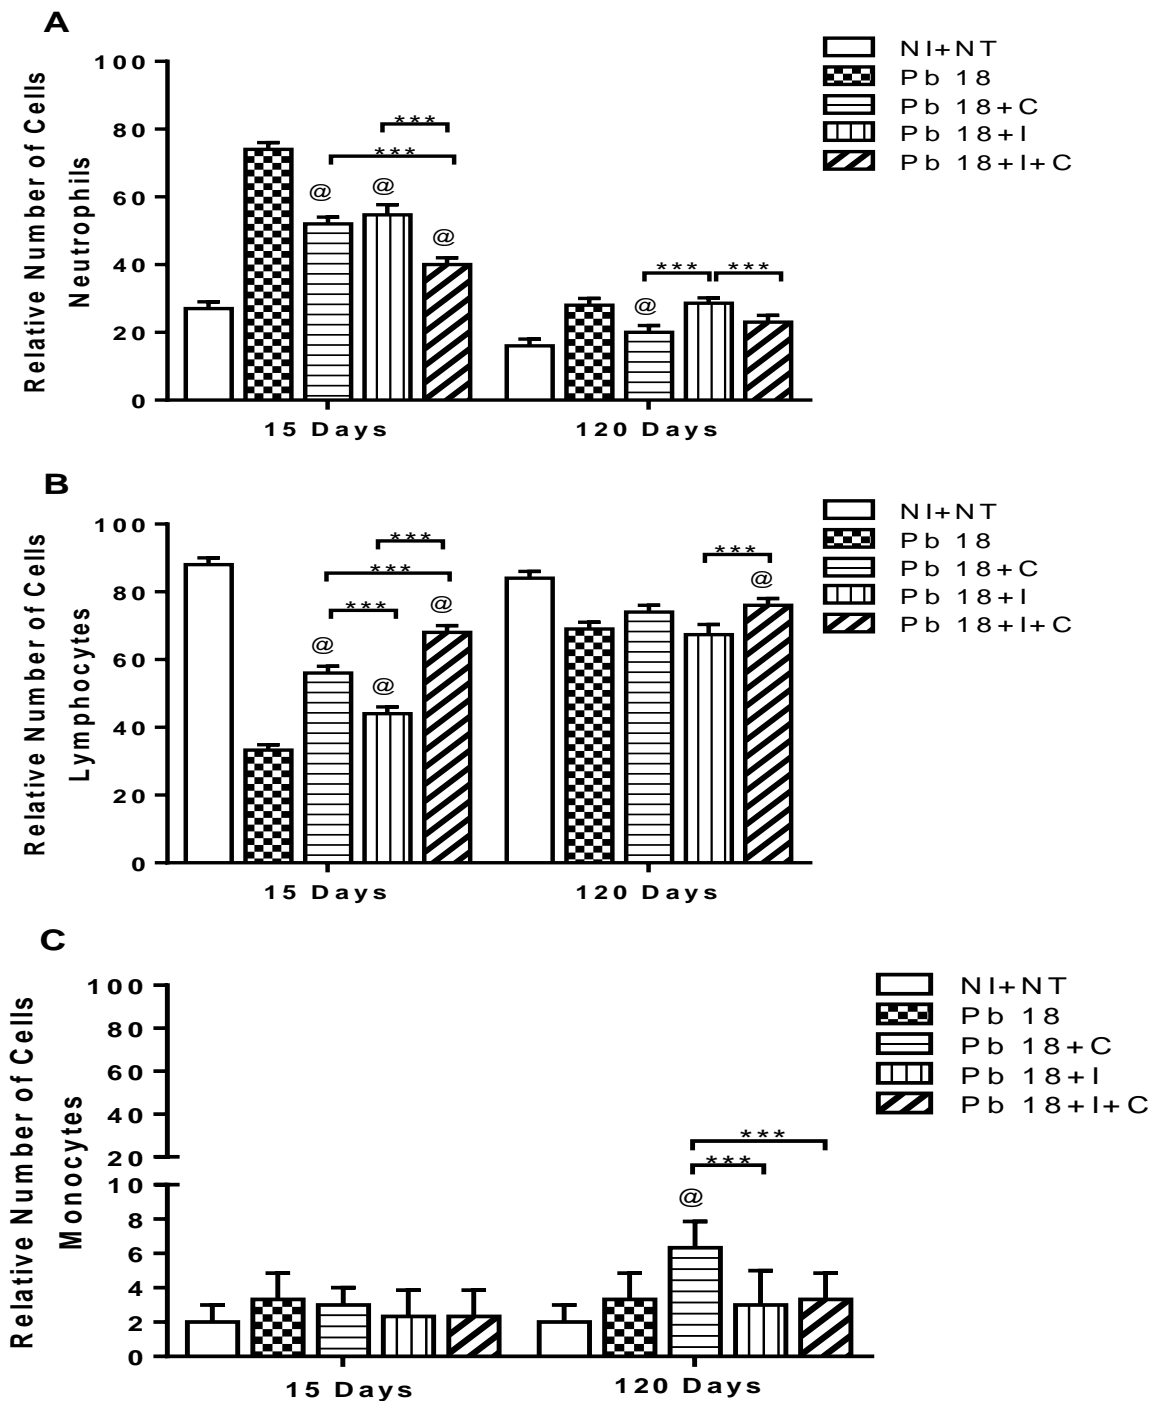 A
Relative Number of Cells
Neutrophils
100
80
60
40
20
0
***
***
@
@
@
@
***
***
15 Days
120 Days
NI+NT
Pb 18
Pb 18+C
Pb 18+I
Pb 18+I+C
B
Relative Number of Cells
Lymphocytes
100
80
60
40
20
0
***
***
***
@
@
@
***
@
15 Days
120 Days
NI+NT
Pb 18
Pb 18+C
Pb 18+I
Pb 18+I+C
C
Relative Number of Cells
Monocytes
100
80
60
40
20
10
8
6
4
2
0
***
***
@
15 Days
120 Days
NI+NT
Pb 18
Pb 18+C
Pb 18+I
Pb 18+I+C